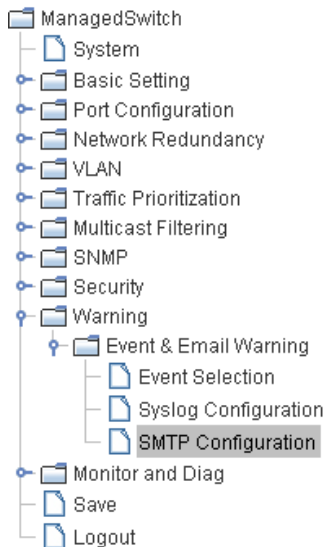 ManagedSwitch
System
Basic Setting
Port Configuration
Network Redundancy
VLAN
Traffic Prioritization
Multicast Filtering
SNMP
Security
Warning
Event & Email Warning
Event Selection
Syslog Configuration
SMTP Configuration
Monitor and Diag
Save
Logout